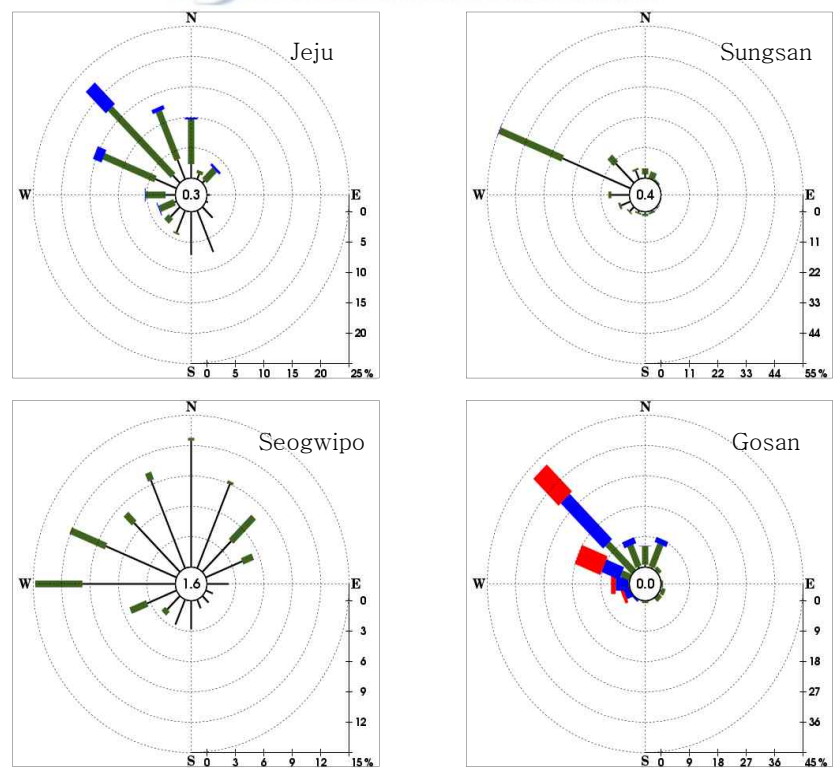 N
Jeju
W
0.3
E
0
5
10
15
20
S 0 5 10 15 20 25%
N
Sungsan
W
0.4
E
0
11
22
33
44
S 0 11 22 33 44 55%
N
Seogwipo
W
1.6
E
0
3
6
9
12
S 0 3 6 9 12 15%
N
Gosan
W
0.0
E
0
9
18
27
36
S 0 9 18 27 36 45%